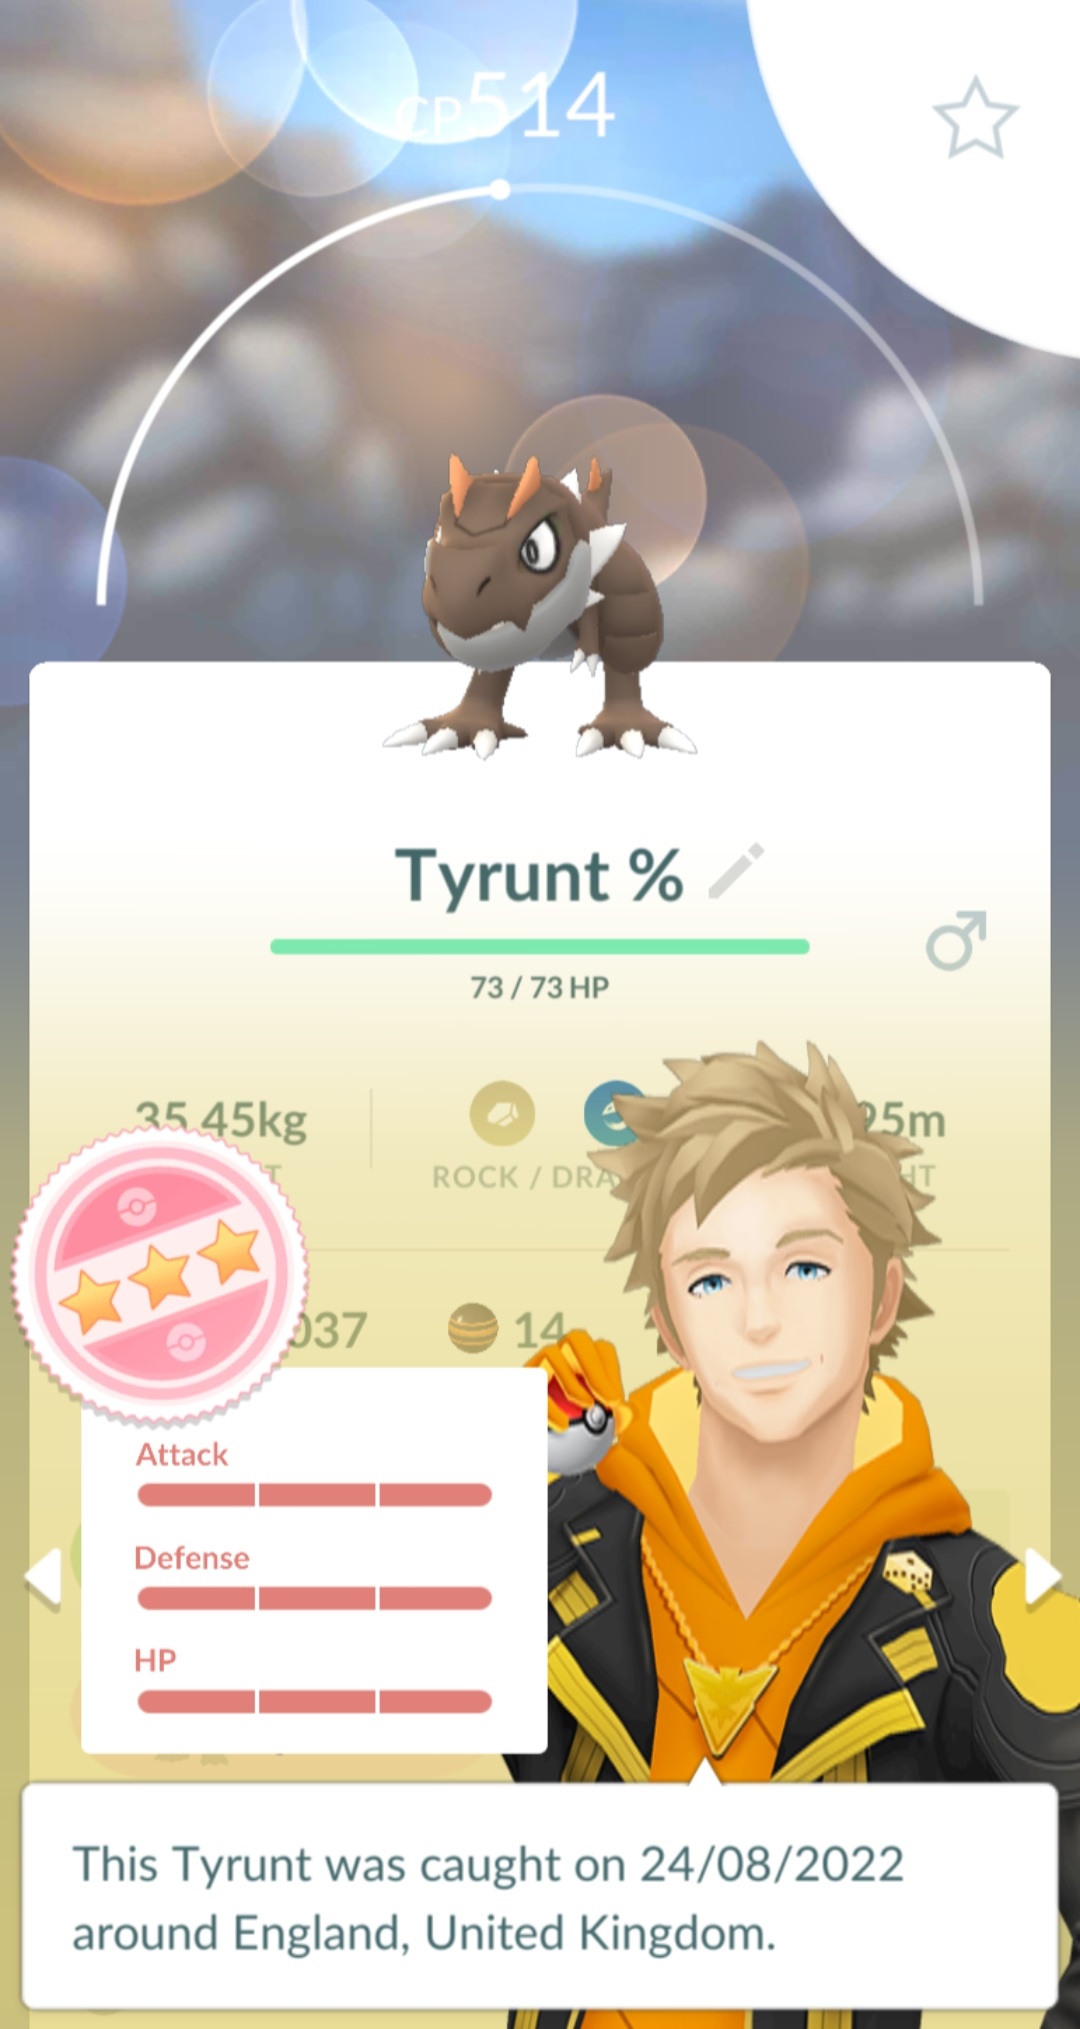 CP514
Tyrunt %
73 / 73 HP
35.45kg
25m
ROCK / DRA
037
14
Attack
Defense
HP
This Tyrunt was caught on 24/08/2022
around England, United Kingdom.